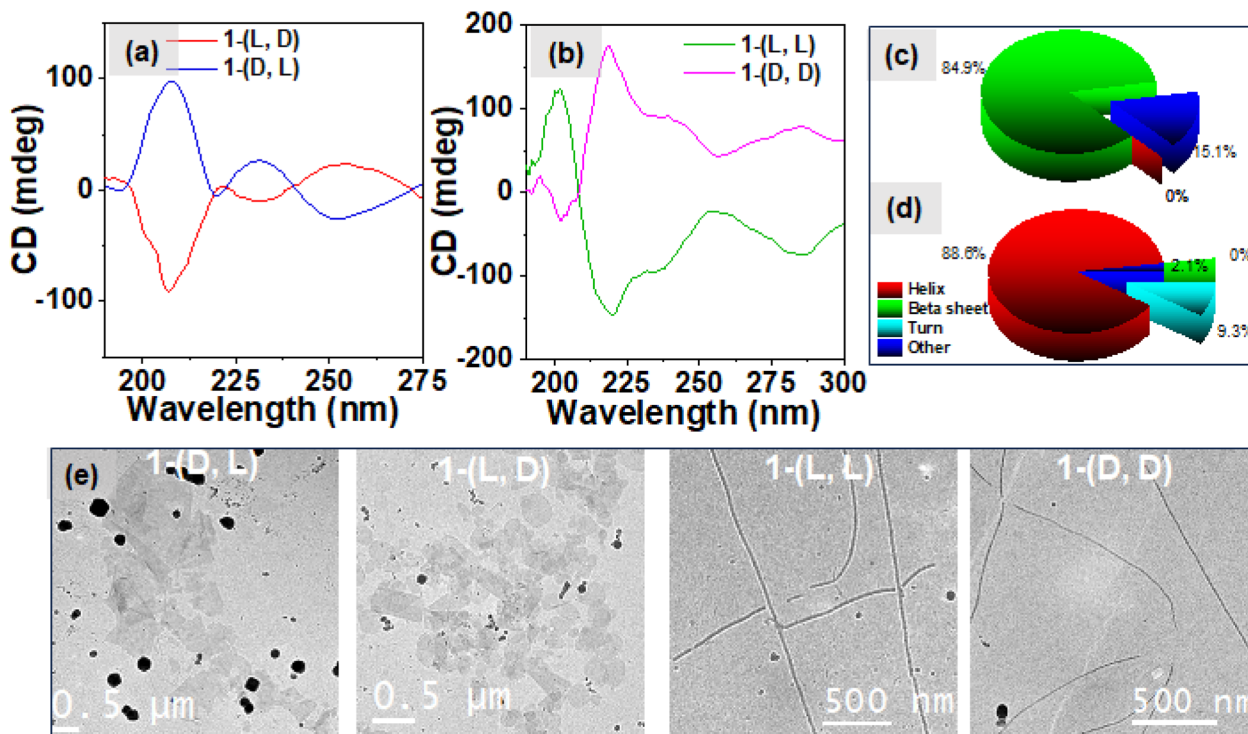 (a)
1-(L, D)
1-(D, L)
100
0
-100
CD (mdeg)
200 225 250 275
Wavelength (nm)
(b)
1-(L, L)
1-(D, D)
200
100
0
-100
-200
CD (mdeg)
200 225 250 275 300
Wavelength (nm)
(c)
84.9%
15.1%
0%
(d)
88.6%
2.1%
0%
9.3%
Helix
Beta sheet
Turn
Other
(e)
1-(D, L)
0.5 µm
1-(L, D)
0.5 µm
1-(L, L)
500 nm
1-(D, D)
500 nm